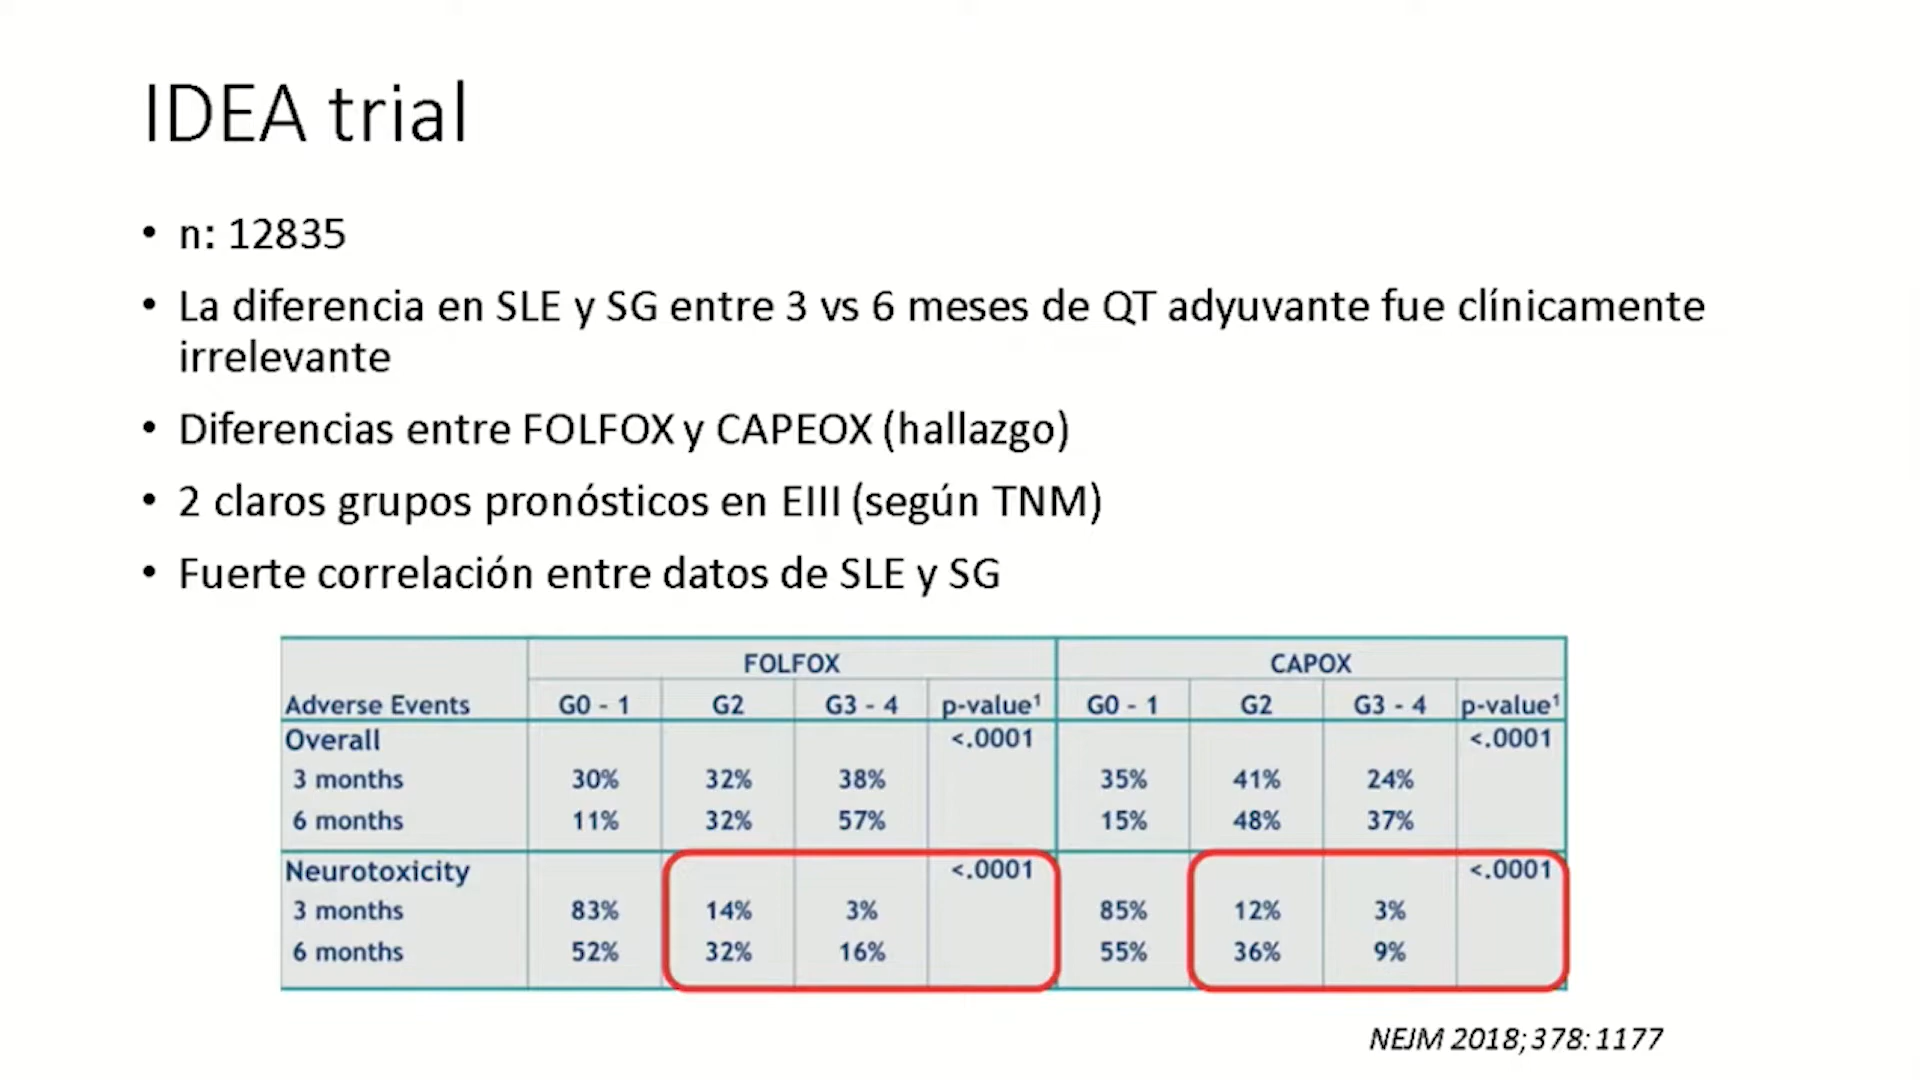 IDEA trial
• n: 12835
• La diferencia en SLE y SG entre 3 vs 6 meses de QT adyuvante fue clínicamente
irrelevante
• Diferencias entre FOLFOX y CAPEOX (hallazgo)
• 2 claros grupos pronósticos en EIII (según TNM)
• Fuerte correlación entre datos de SLE y SG
FOLFOX CAPOX
Adverse Events G0 - 1 G2 G3 - 4 p-value¹ G0 - 1 G2 G3 - 4 p-value¹
Overall <.0001 <.0001
3 months 30% 32% 38% 35% 41% 24%
6 months 11% 32% 57% 15% 48% 37%
Neurotoxicity <.0001 <.0001
3 months 83% 14% 3% 85% 12% 3%
6 months 52% 32% 16% 55% 36% 9%
NEJM 2018;378:1177